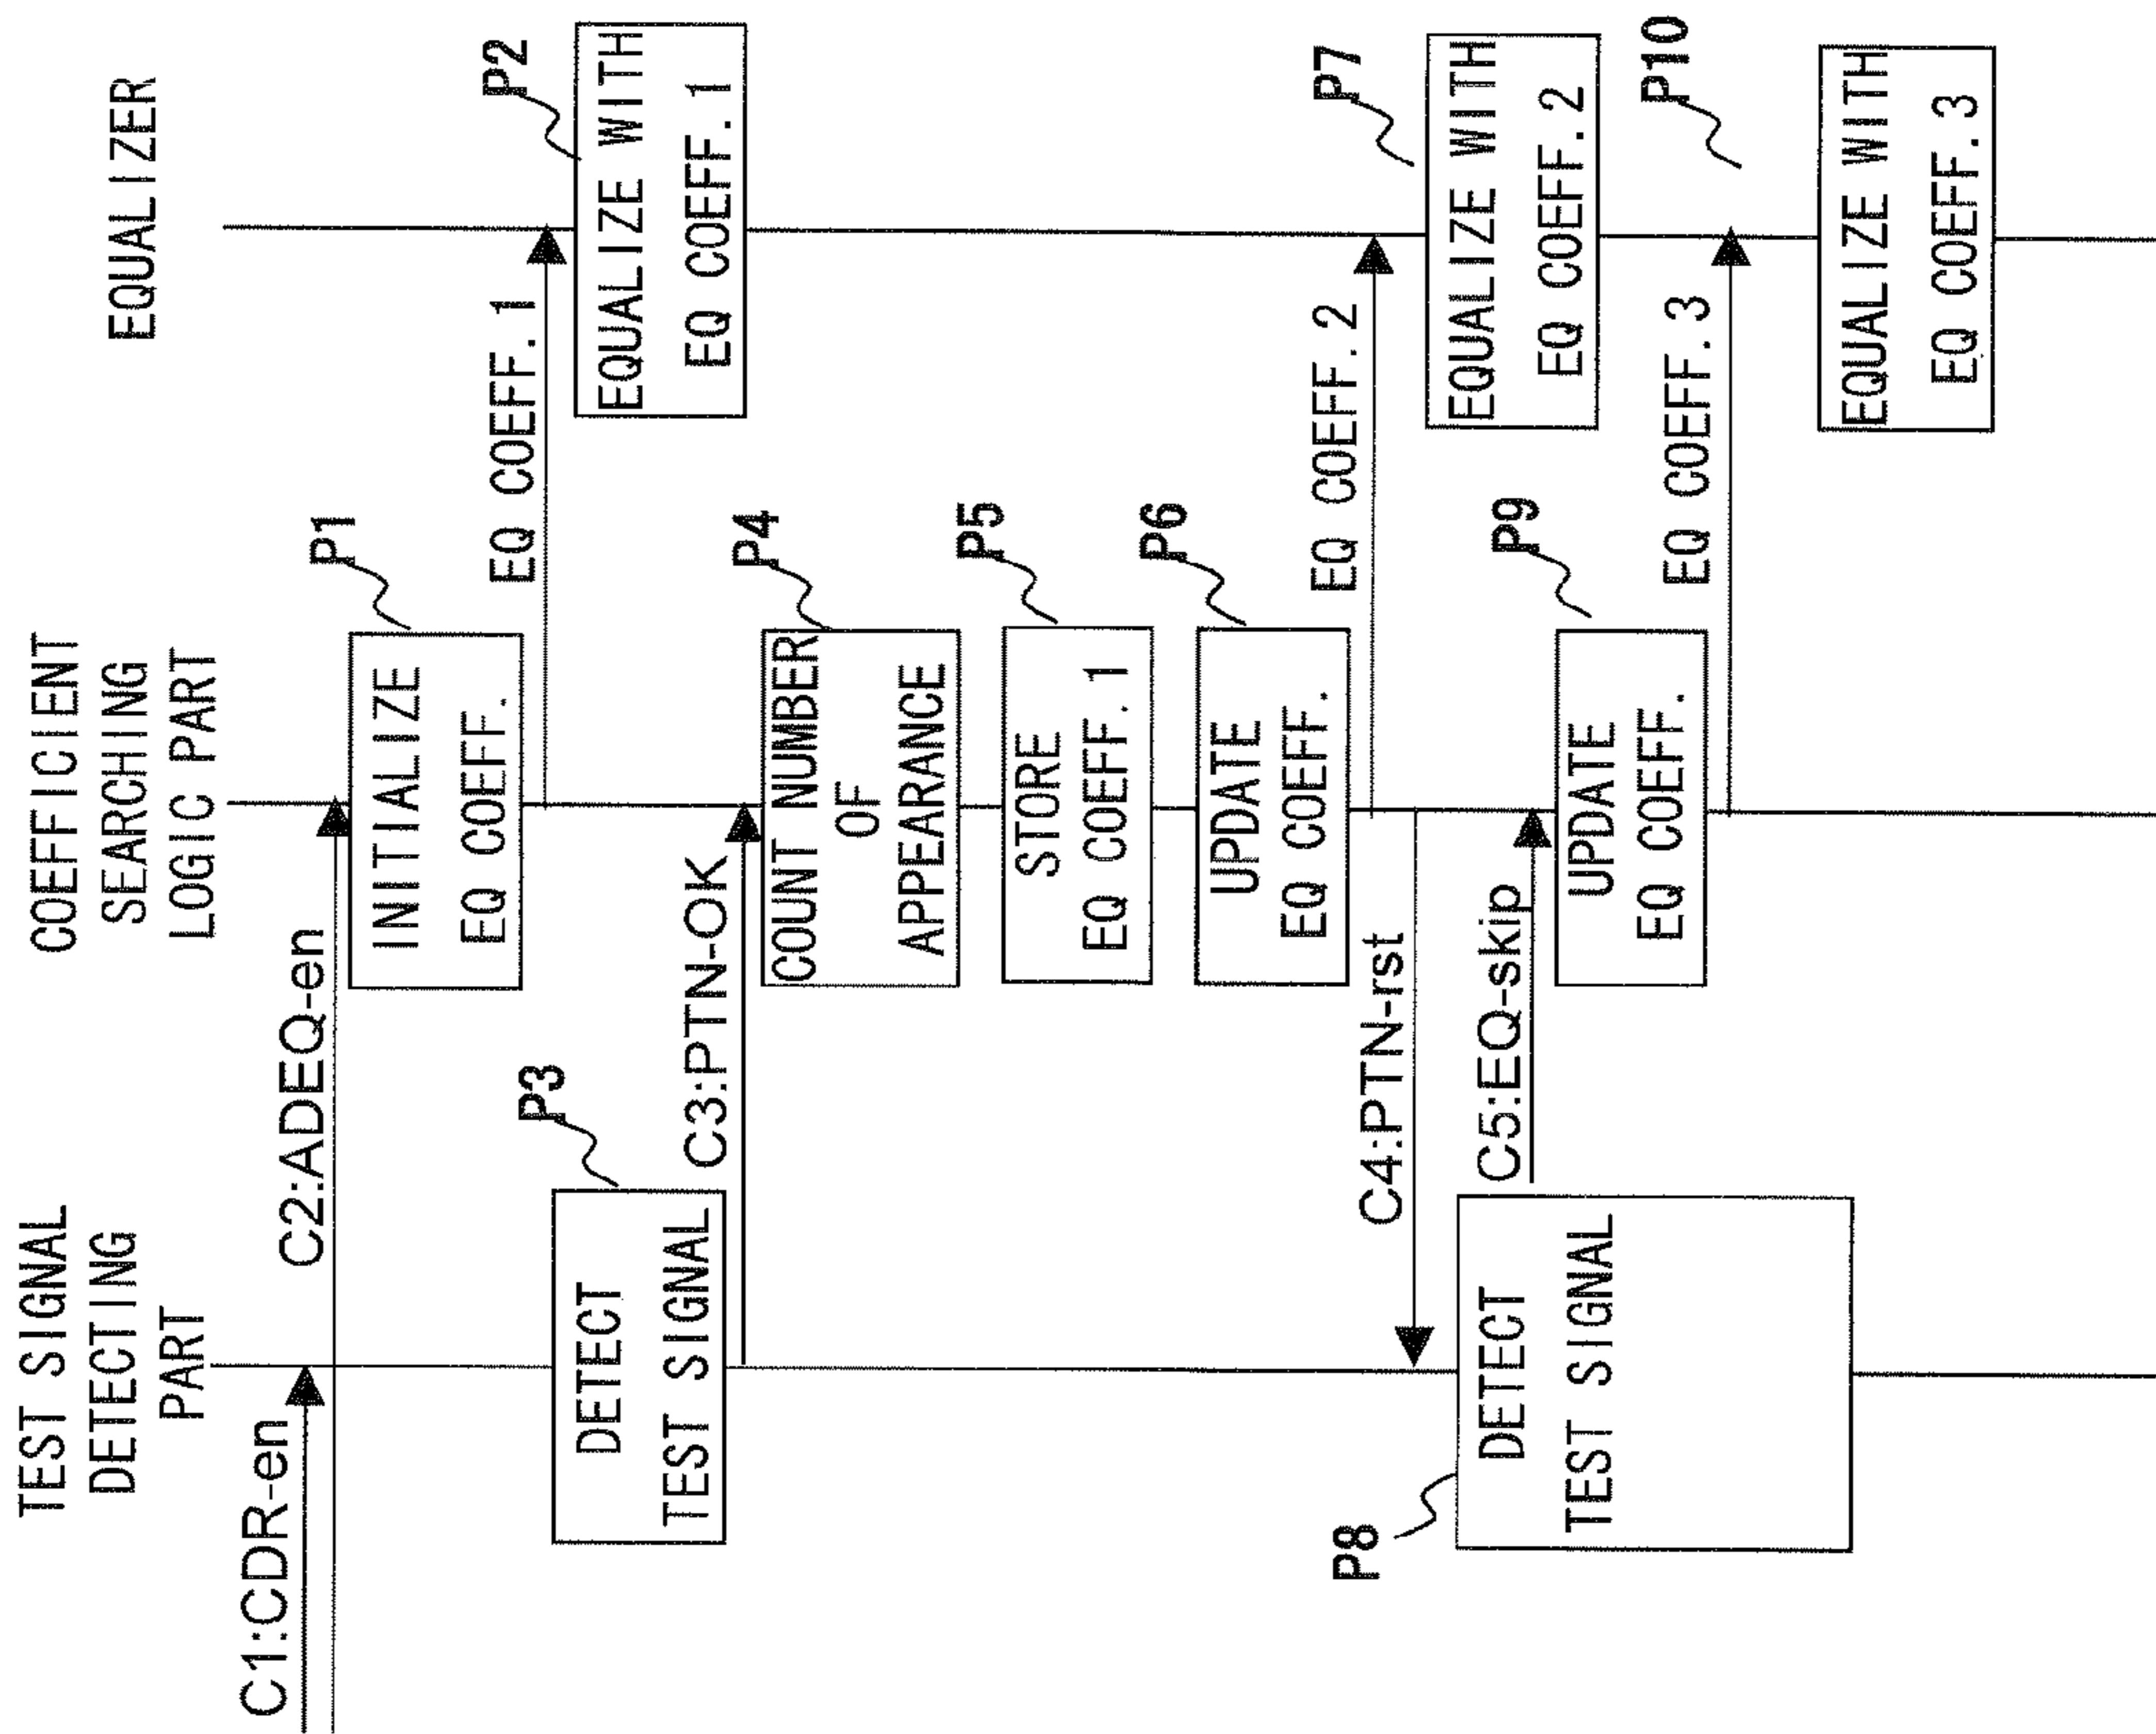 TEST SIGNAL
DETECTING
PART
COEFFICIENT
SEARCHING
LOGIC PART
EQUALIZER
C1:CDR-en
C2:ADEQ-en
P1
INITIALIZE
EQ COEFF.
EQ COEFF. 1
P2
EQUALIZE WITH
EQ COEFF. 1
P3
DETECT
TEST SIGNAL
C3:PTN-OK
P4
COUNT NUMBER
OF
APPEARANCE
P5
STORE
EQ COEFF. 1
P6
UPDATE
EQ COEFF.
EQ COEFF. 2
P7
EQUALIZE WITH
EQ COEFF. 2
C4:PTN-rst
P8
DETECT
TEST SIGNAL
C5:EQ-skip
P9
UPDATE
EQ COEFF.
EQ COEFF. 3
P10
EQUALIZE WITH
EQ COEFF. 3